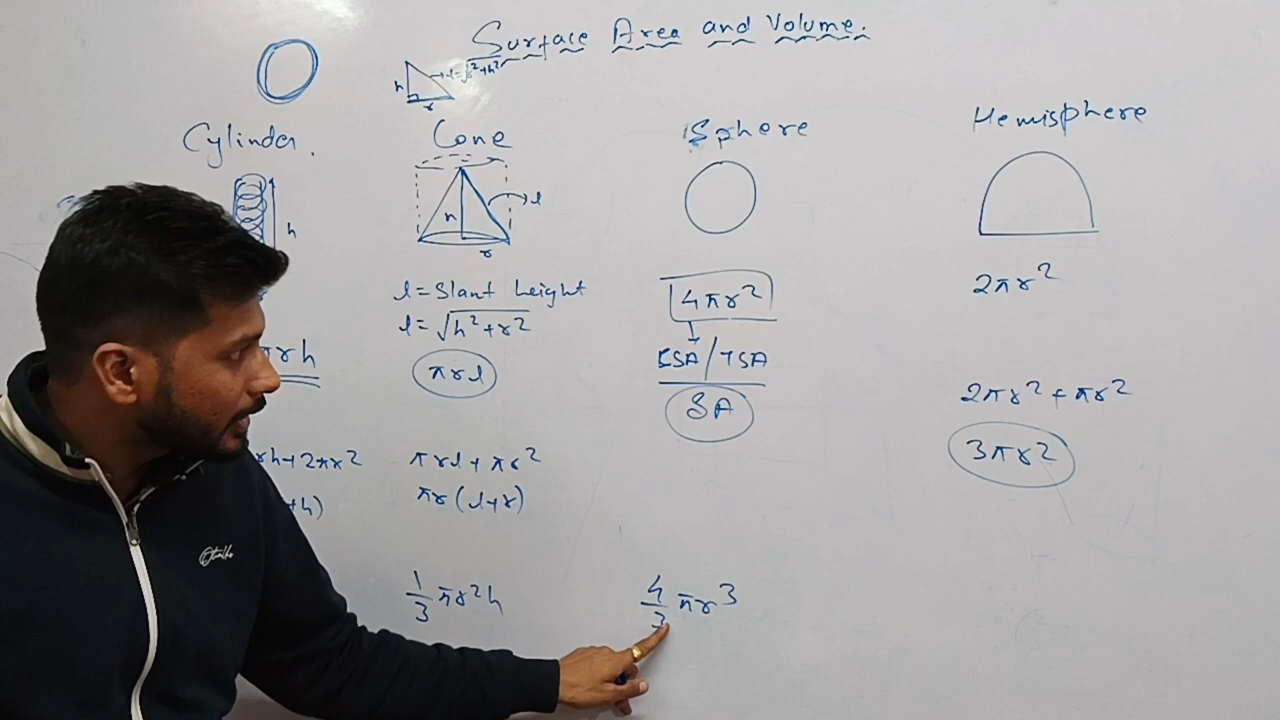 Surface Area and Volume.
h
l=√r²+h²
r
Cylinder.
Cone
Sphere
Hemisphere
h
h
l
r
l = Slant height
l = √h²+r²
πrl
4πr²
CSA/TSA
SA
2πr²
πrh
rh+2πr²
+h)
πrl+πr²
πr(l+r)
2πr²+πr²
3πr²
1/3 πr²h
4/3 πr³